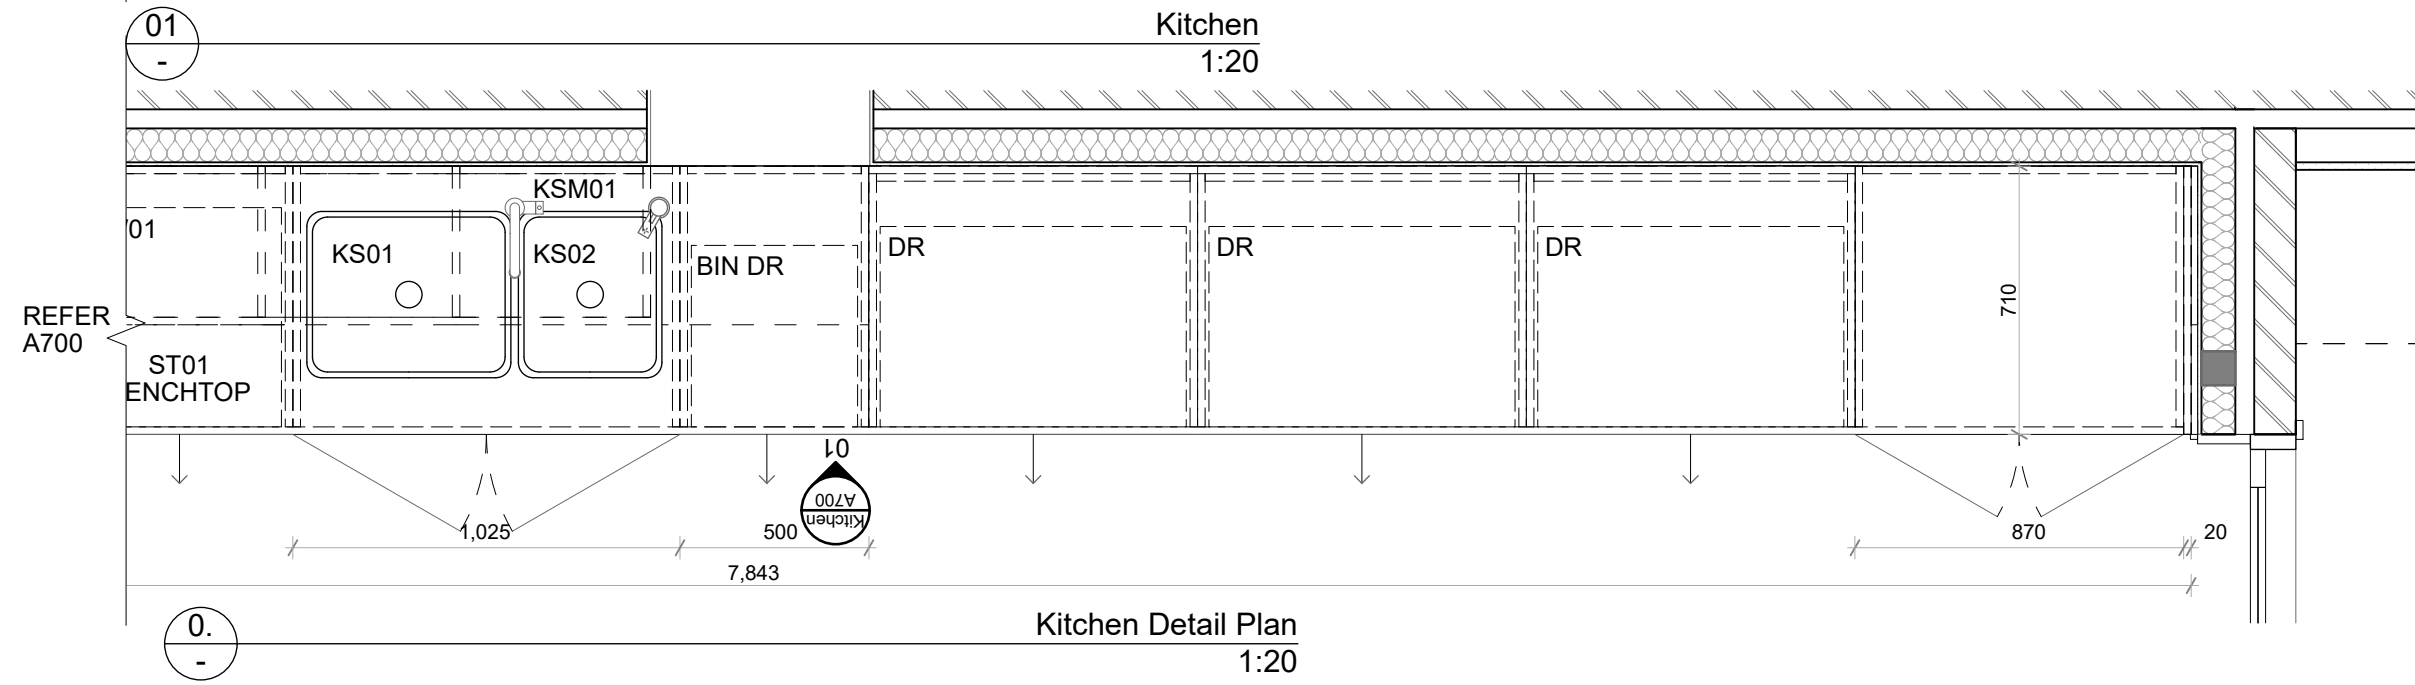 01
-
Kitchen
1:20
KSM01
/01
KS01
KS02
BIN DR
DR
DR
DR
REFER
A700
ST01
ENCHTOP
710
01
A700
Kitchen
1,025
500
870
20
7,843
0.
-
Kitchen Detail Plan
1:20